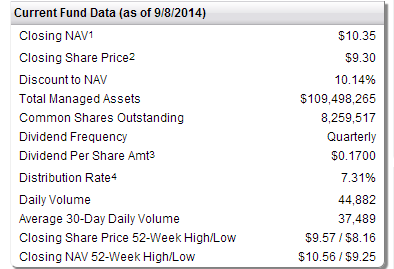 Current Fund Data (as of 9/8/2014)
Closing NAV1 $10.35
Closing Share Price2 $9.30
Discount to NAV 10.14%
Total Managed Assets $109,498,265
Common Shares Outstanding 8,259,517
Dividend Frequency Quarterly
Dividend Per Share Amt3 $0.1700
Distribution Rate4 7.31%
Daily Volume 44,882
Average 30-Day Daily Volume 37,489
Closing Share Price 52-Week High/Low $9.57 / $8.16
Closing NAV 52-Week High/Low $10.56 / $9.25